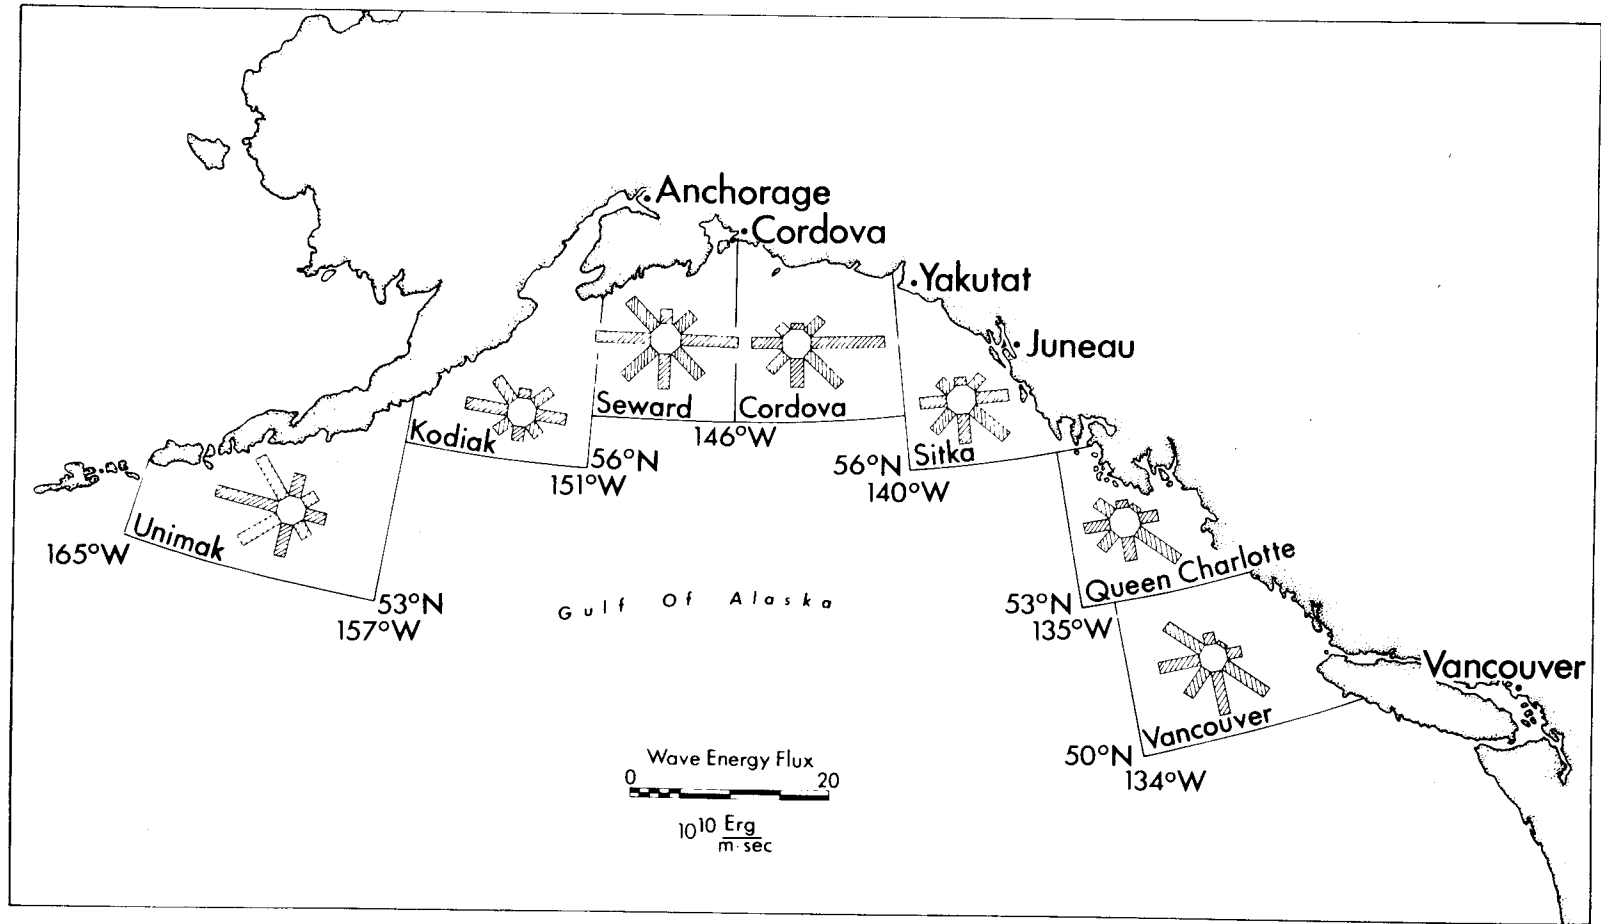 Anchorage
Cordova
Yakutat
Juneau
Seward
Cordova
Kodiak
146°W
56°N
151°W
56°N
140°W
Sitka
Unimak
165°W
53°N
157°W
Gulf Of Alaska
Queen Charlotte
53°N
135°W
Vancouver
Vancouver
50°N
134°W
Wave Energy Flux
0 20
10¹⁰ Erg
m·sec